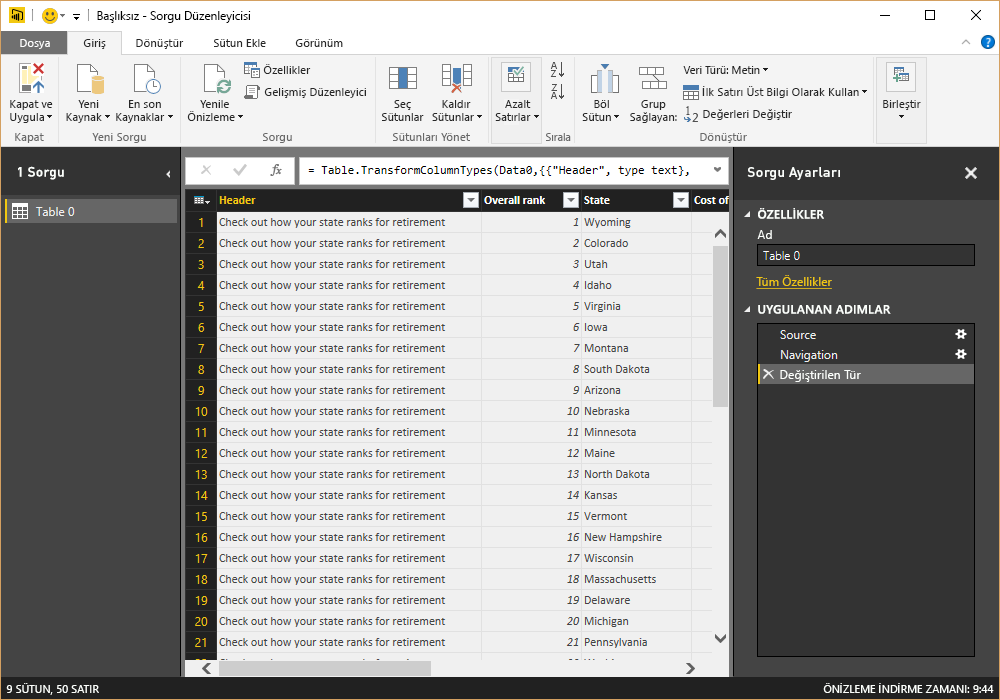 Başlıksız - Sorgu Düzenleyicisi
Dosya Giriş Dönüştür Sütun Ekle Görünüm
Kapat ve Uygula
Kapat
Yeni Kaynak
En son Kaynaklar
Yeni Sorgu
Yenile Önizleme
Özellikler
Gelişmiş Düzenleyici
Sorgu
Seç Sütunlar
Kaldır Sütunlar
Sütunları Yönet
Azalt Satırlar
Sırala
Böl Sütun
Grup Sağlayan:
Veri Türü: Metin
İlk Satırı Üst Bilgi Olarak Kullan
Değerleri Değiştir
Dönüştür
Birleştir
1 Sorgu
Table 0
fx = Table.TransformColumnTypes(Data0,{{"Header", type text},
Header Overall rank State Cost of
1 Check out how your state ranks for retirement 1 Wyoming
2 Check out how your state ranks for retirement 2 Colorado
3 Check out how your state ranks for retirement 3 Utah
4 Check out how your state ranks for retirement 4 Idaho
5 Check out how your state ranks for retirement 5 Virginia
6 Check out how your state ranks for retirement 6 Iowa
7 Check out how your state ranks for retirement 7 Montana
8 Check out how your state ranks for retirement 8 South Dakota
9 Check out how your state ranks for retirement 9 Arizona
10 Check out how your state ranks for retirement 10 Nebraska
11 Check out how your state ranks for retirement 11 Minnesota
12 Check out how your state ranks for retirement 12 Maine
13 Check out how your state ranks for retirement 13 North Dakota
14 Check out how your state ranks for retirement 14 Kansas
15 Check out how your state ranks for retirement 15 Vermont
16 Check out how your state ranks for retirement 16 New Hampshire
17 Check out how your state ranks for retirement 17 Wisconsin
18 Check out how your state ranks for retirement 18 Massachusetts
19 Check out how your state ranks for retirement 19 Delaware
20 Check out how your state ranks for retirement 20 Michigan
21 Check out how your state ranks for retirement 21 Pennsylvania
Sorgu Ayarları
ÖZELLİKLER
Ad
Table 0
Tüm Özellikler
UYGULANAN ADIMLAR
Source
Navigation
Değiştirilen Tür
9 SÜTUN, 50 SATIR
ÖNİZLEME İNDİRME ZAMANI: 9:44